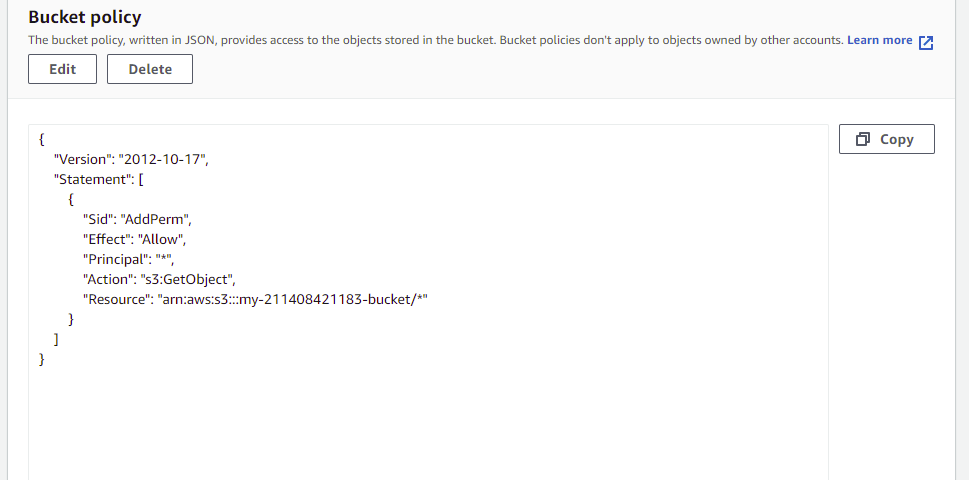 Bucket policy
The bucket policy, written in JSON, provides access to the objects stored in the bucket. Bucket policies don't apply to objects owned by other accounts. Learn more
Edit Delete
Copy
{
"Version": "2012-10-17",
"Statement": [
{
"Sid": "AddPerm",
"Effect": "Allow",
"Principal": "*",
"Action": "s3:GetObject",
"Resource": "arn:aws:s3:::my-211408421183-bucket/*"
}
]
}